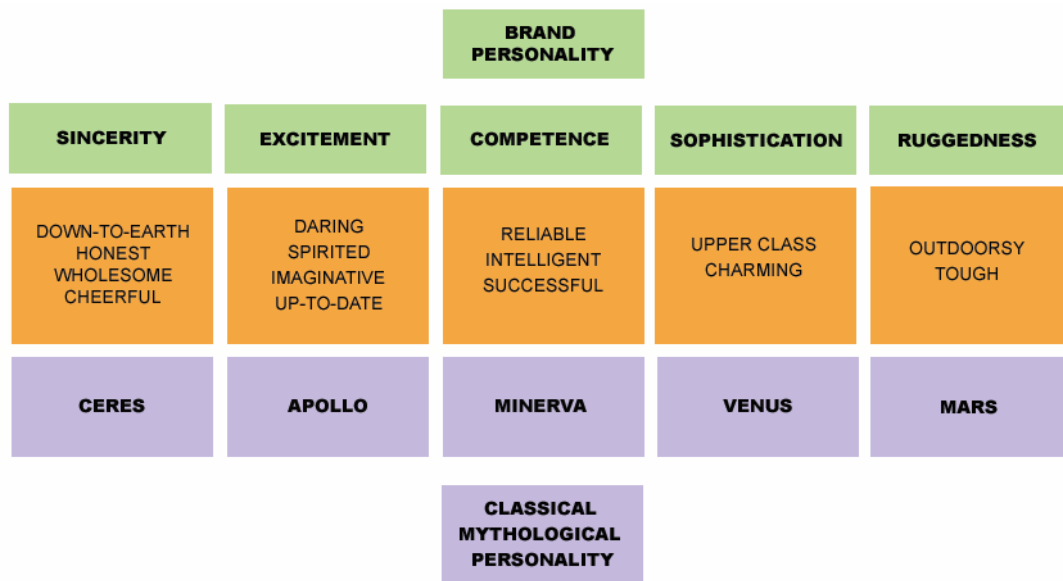 BRAND
PERSONALITY
SINCERITY
EXCITEMENT
COMPETENCE
SOPHISTICATION
RUGGEDNESS
DOWN-TO-EARTH
HONEST
WHOLESOME
CHEERFUL
DARING
SPIRITED
IMAGINATIVE
UP-TO-DATE
RELIABLE
INTELLIGENT
SUCCESSFUL
UPPER CLASS
CHARMING
OUTDOORSY
TOUGH
CERES
APOLLO
MINERVA
VENUS
MARS
CLASSICAL
MYTHOLOGICAL
PERSONALITY